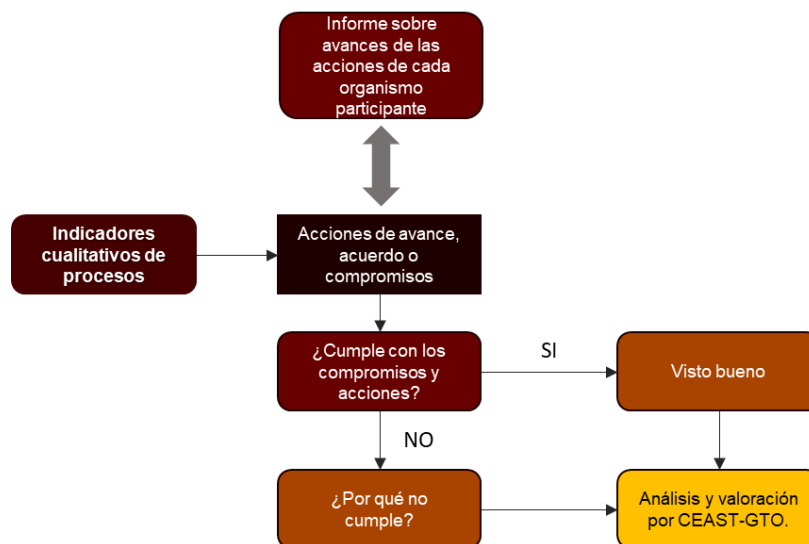 Informe sobre
avances de las
acciones de cada
organismo
participante
Indicadores
cualitativos de
procesos
Acciones de avance,
acuerdo o
compromisos
¿Cumple con los
compromisos y
acciones?
SI
Visto bueno
NO
¿Por qué no
cumple?
Análisis y valoración
por CEAST-GTO.